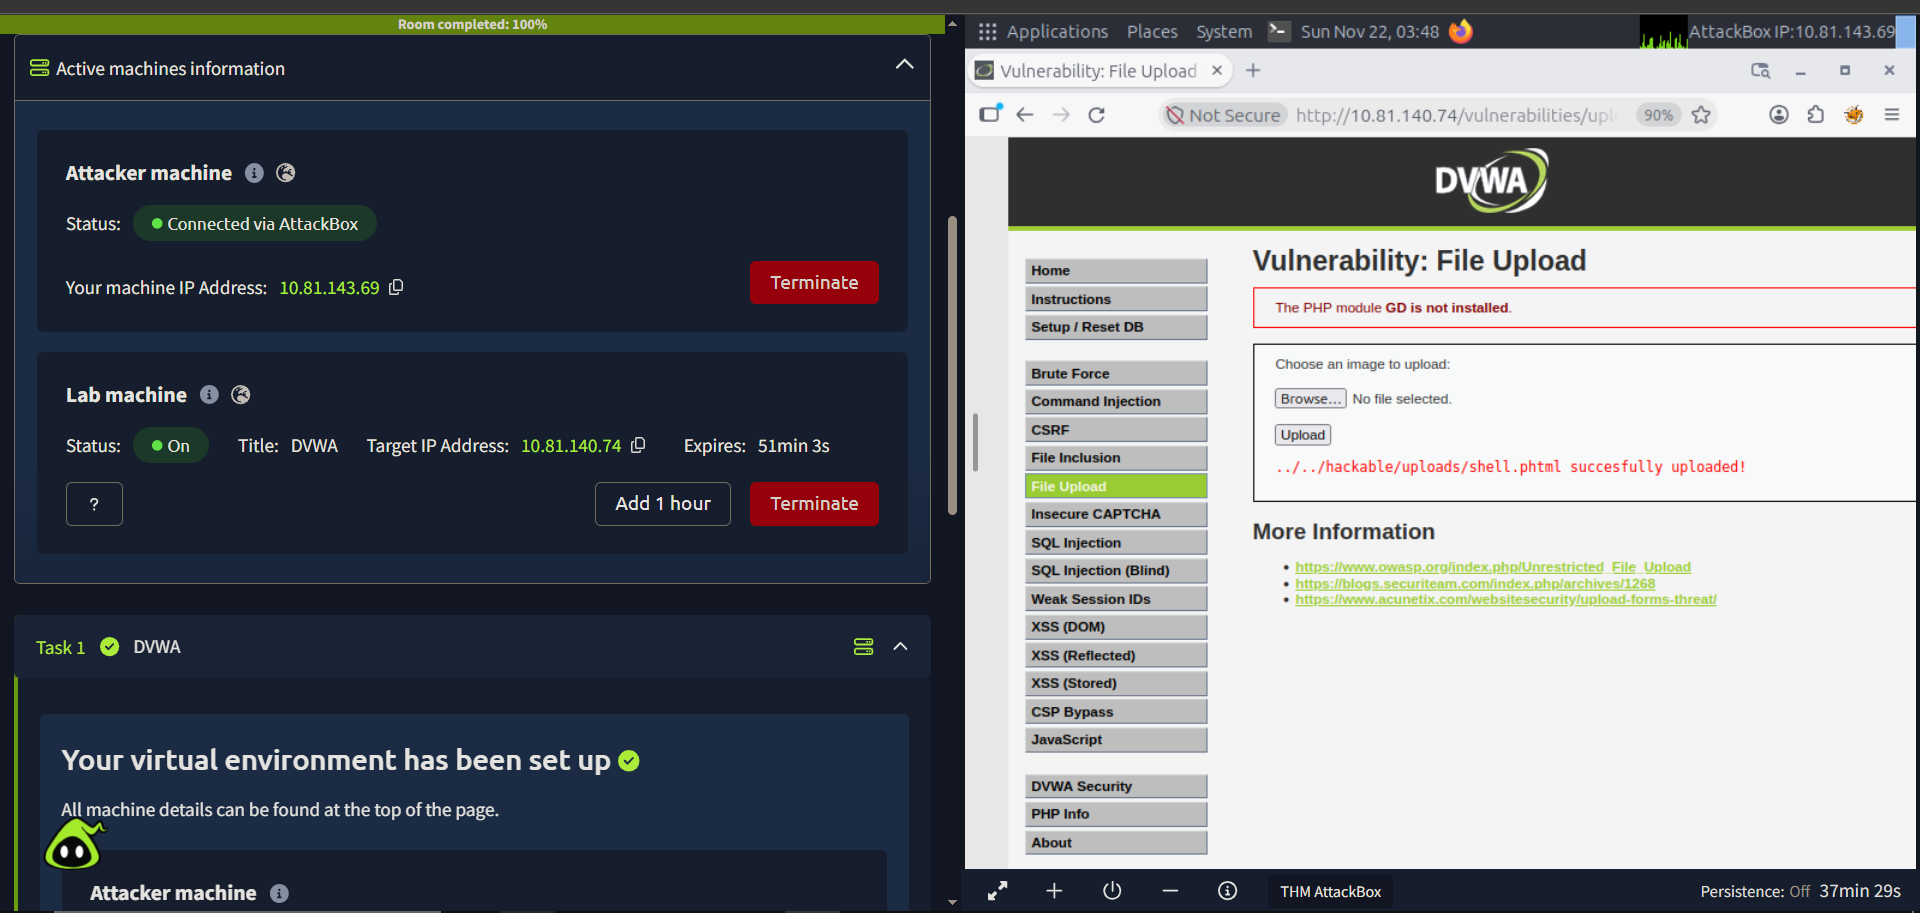 Room completed: 100%
Active machines information
Attacker machine
Status: Connected via AttackBox
Your machine IP Address: 10.81.143.69
Terminate
Lab machine
Status: On Title: DVWA Target IP Address: 10.81.140.74 Expires: 51min 3s
? Add 1 hour Terminate
Task 1 DVWA
Your virtual environment has been set up
All machine details can be found at the top of the page.
Attacker machine
Applications Places System Sun Nov 22, 03:48 AttackBox IP:10.81.143.69
Vulnerability: File Upload
Not Secure http://10.81.140.74/vulnerabilities/uplo 90%
DVWA
Home
Instructions
Setup / Reset DB
Brute Force
Command Injection
CSRF
File Inclusion
File Upload
Insecure CAPTCHA
SQL Injection
SQL Injection (Blind)
Weak Session IDs
XSS (DOM)
XSS (Reflected)
XSS (Stored)
CSP Bypass
JavaScript
DVWA Security
PHP Info
About
Vulnerability: File Upload
The PHP module GD is not installed.
Choose an image to upload:
Browse... No file selected.
Upload
../../hackable/uploads/shell.phtml succesfully uploaded!
More Information
https://www.owasp.org/index.php/Unrestricted_File_Upload
https://blogs.securiteam.com/index.php/archives/1268
https://www.acunetix.com/websitesecurity/upload-forms-threat/
THM AttackBox
Persistence: Off 37min 29s